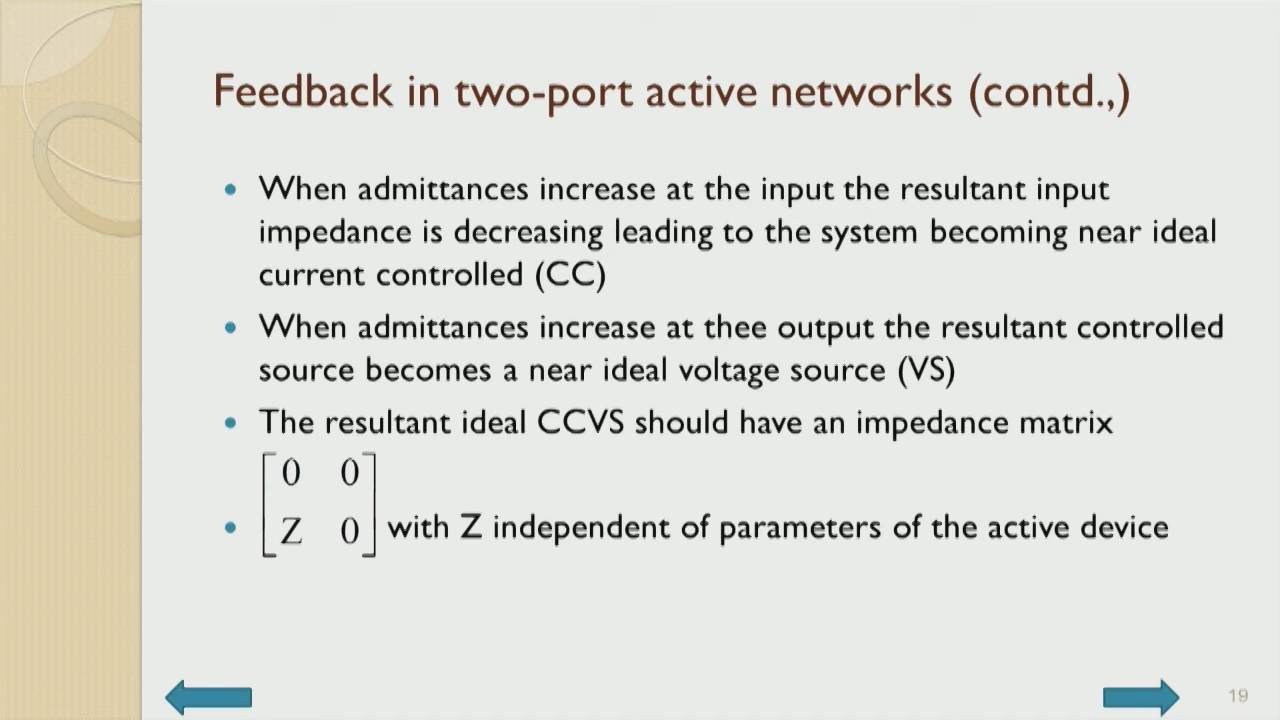 Feedback in two-port active networks (contd.,)
• When admittances increase at the input the resultant input
impedance is decreasing leading to the system becoming near ideal
current controlled (CC)
• When admittances increase at thee output the resultant controlled
source becomes a near ideal voltage source (VS)
• The resultant ideal CCVS should have an impedance matrix
0 0
• Z 0 with Z independent of parameters of the active device
19